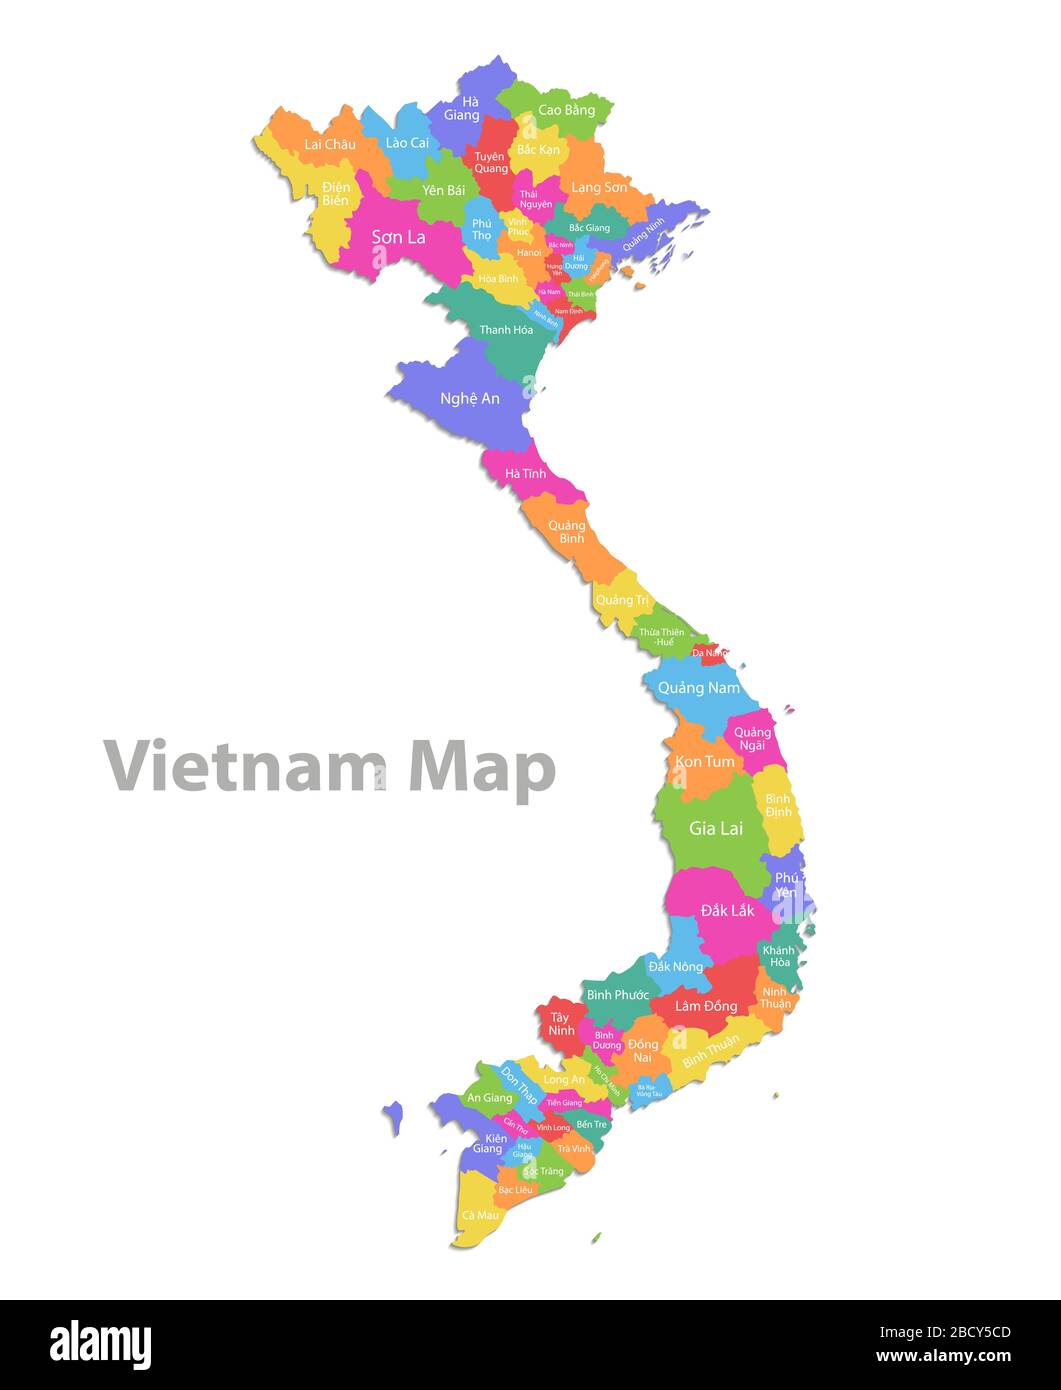 Hà
Giang
Cao Bằng
Lai Châu
Lào Cai
Tuyên
Quang
Bắc Kạn
Điện
Biển
Yên Bái
Thái
Nguyên
Lạng Sơn
Sơn La
Phú
Thọ
Vĩnh
Phúc
Bắc Giang
Quảng Ninh
Hanoi
Bắc Ninh
Hải
Dương
Haiphong
Hưng
Yên
Hòa Bình
Hà Nam
Thái Bình
Nam Định
Ninh Bình
Thanh Hóa
Nghệ An
Hà Tĩnh
Quảng
Bình
Quảng Trị
Thừa Thiên
-Huế
Da Nang
Quảng Nam
Quảng
Ngãi
Kon Tum
Vietnam Map
Bình
Định
Gia Lai
Phú
Yên
Đắk Lắk
Khánh
Hòa
Đắk Nông
Bình Phước
Lâm Đồng
Ninh
Thuận
Tây
Ninh
Bình
Dương
Đồng
Nai
Bình Thuận
Ho Chi Minh
Bà Rịa-
Vũng Tàu
Long An
Don Thap
An Giang
Tiền Giang
Cần Thơ
Vĩnh Long
Bến Tre
Kiên
Giang
Hậu
Giang
Trà Vinh
Sóc Trăng
Bạc Liêu
Cà Mau
a
a
a
a
alamy
Image ID: 2BCY5CD
www.alamy.com